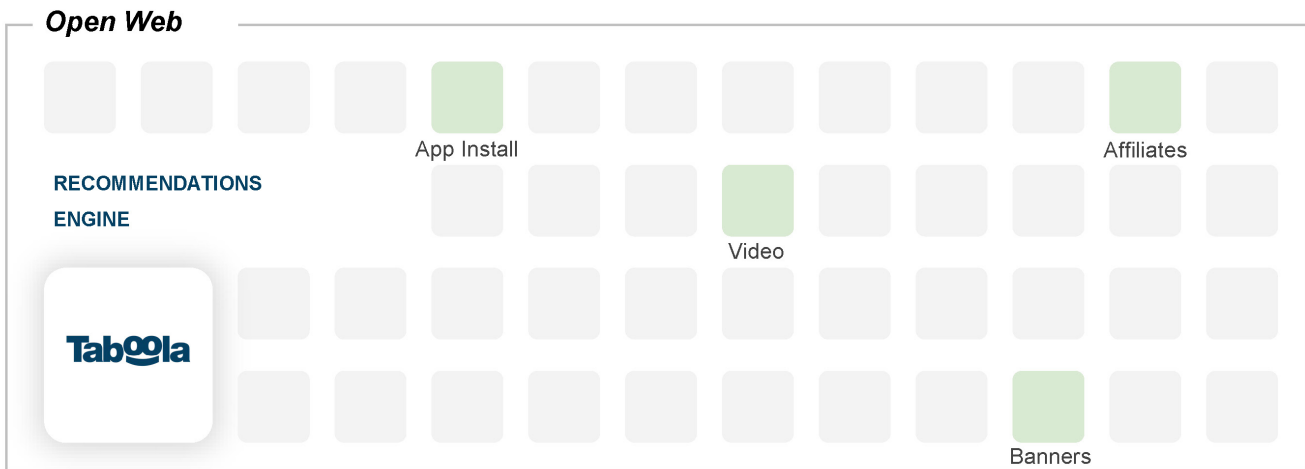 Open Web
App Install
Affiliates
RECOMMENDATIONS
ENGINE
Video
Taboola
Banners